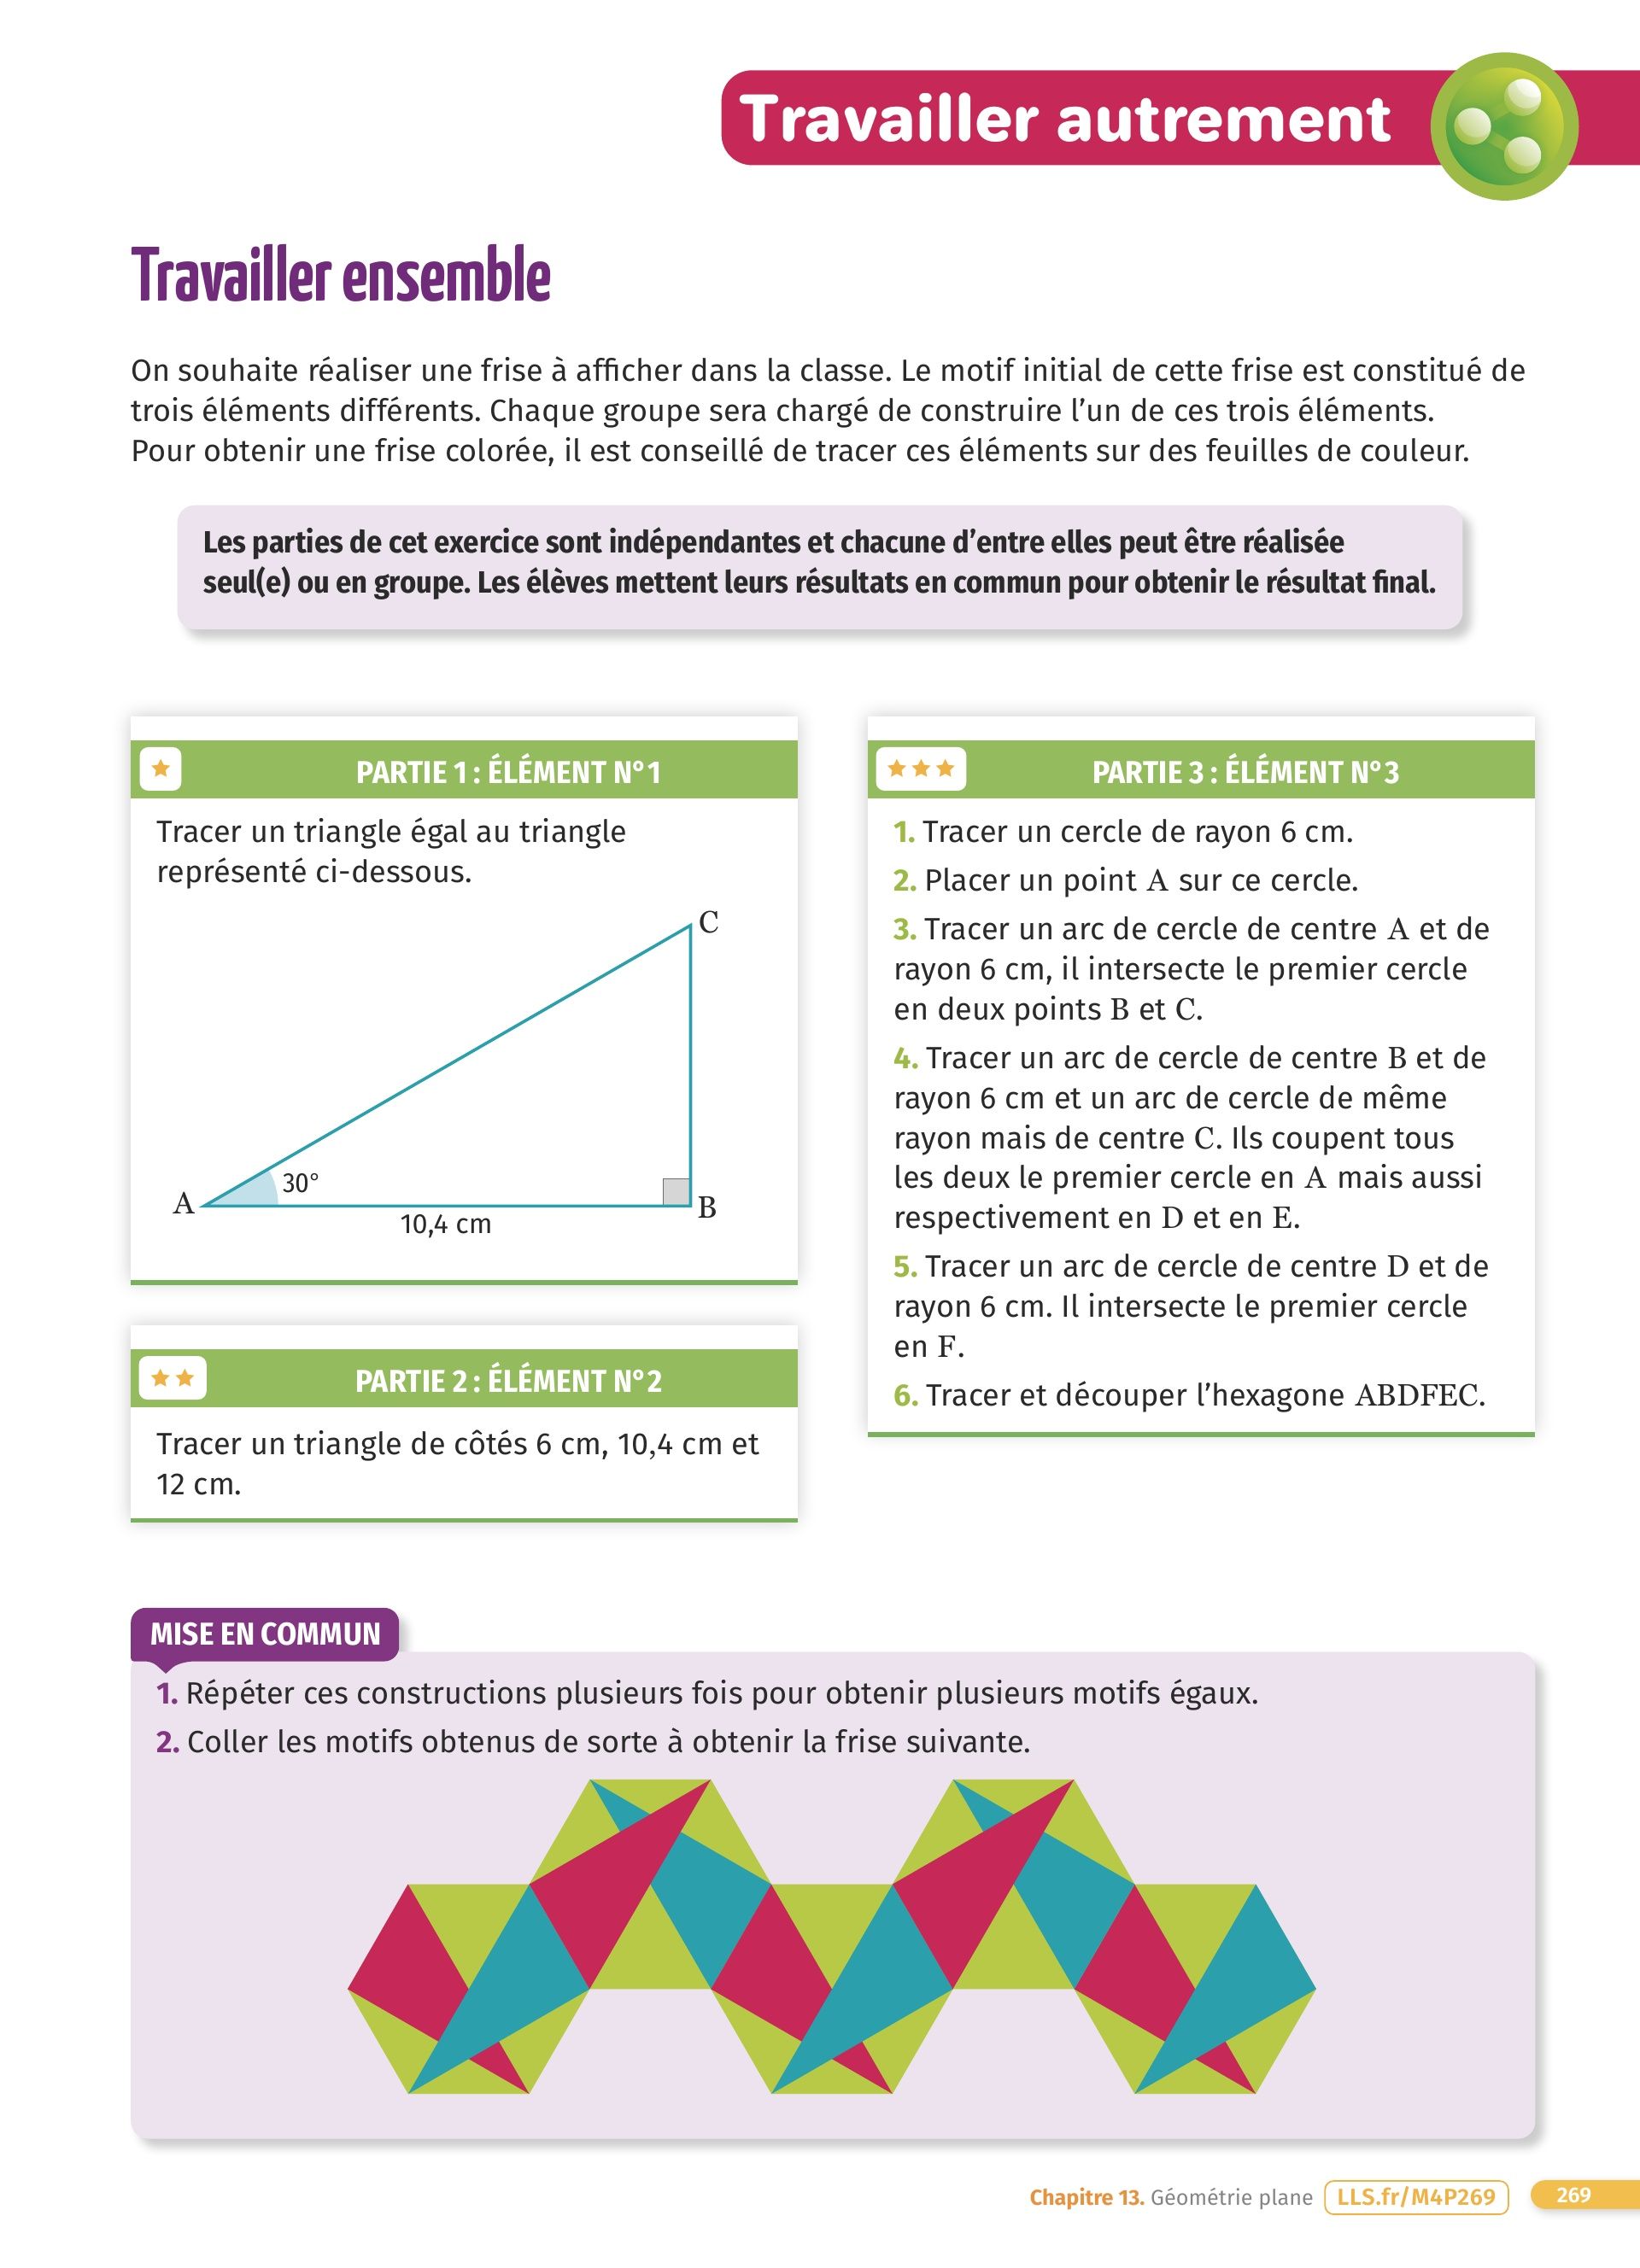 Travailler autrement
Travailler ensemble
On souhaite réaliser une frise à afficher dans la classe. Le motif initial de cette frise est constitué de
trois éléments différents. Chaque groupe sera chargé de construire l’un de ces trois éléments.
Pour obtenir une frise colorée, il est conseillé de tracer ces éléments sur des feuilles de couleur.
Les parties de cet exercice sont indépendantes et chacune d’entre elles peut être réalisée
seul(e) ou en groupe. Les élèves mettent leurs résultats en commun pour obtenir le résultat final.
PARTIE 1 : ÉLÉMENT N° 1
Tracer un triangle égal au triangle
représenté ci-dessous.
C
30°
A
B
10,4 cm
PARTIE 2 : ÉLÉMENT N° 2
Tracer un triangle de côtés 6 cm, 10,4 cm et
12 cm.
PARTIE 3 : ÉLÉMENT N° 3
1. Tracer un cercle de rayon 6 cm.
2. Placer un point A sur ce cercle.
3. Tracer un arc de cercle de centre A et de
rayon 6 cm, il intersecte le premier cercle
en deux points B et C.
4. Tracer un arc de cercle de centre B et de
rayon 6 cm et un arc de cercle de même
rayon mais de centre C. Ils coupent tous
les deux le premier cercle en A mais aussi
respectivement en D et en E.
5. Tracer un arc de cercle de centre D et de
rayon 6 cm. Il intersecte le premier cercle
en F.
6. Tracer et découper l’hexagone ABDFEC.
MISE EN COMMUN
1. Répéter ces constructions plusieurs fois pour obtenir plusieurs motifs égaux.
2. Coller les motifs obtenus de sorte à obtenir la frise suivante.
Chapitre 13. Géométrie plane LLS.fr/M4P269 269